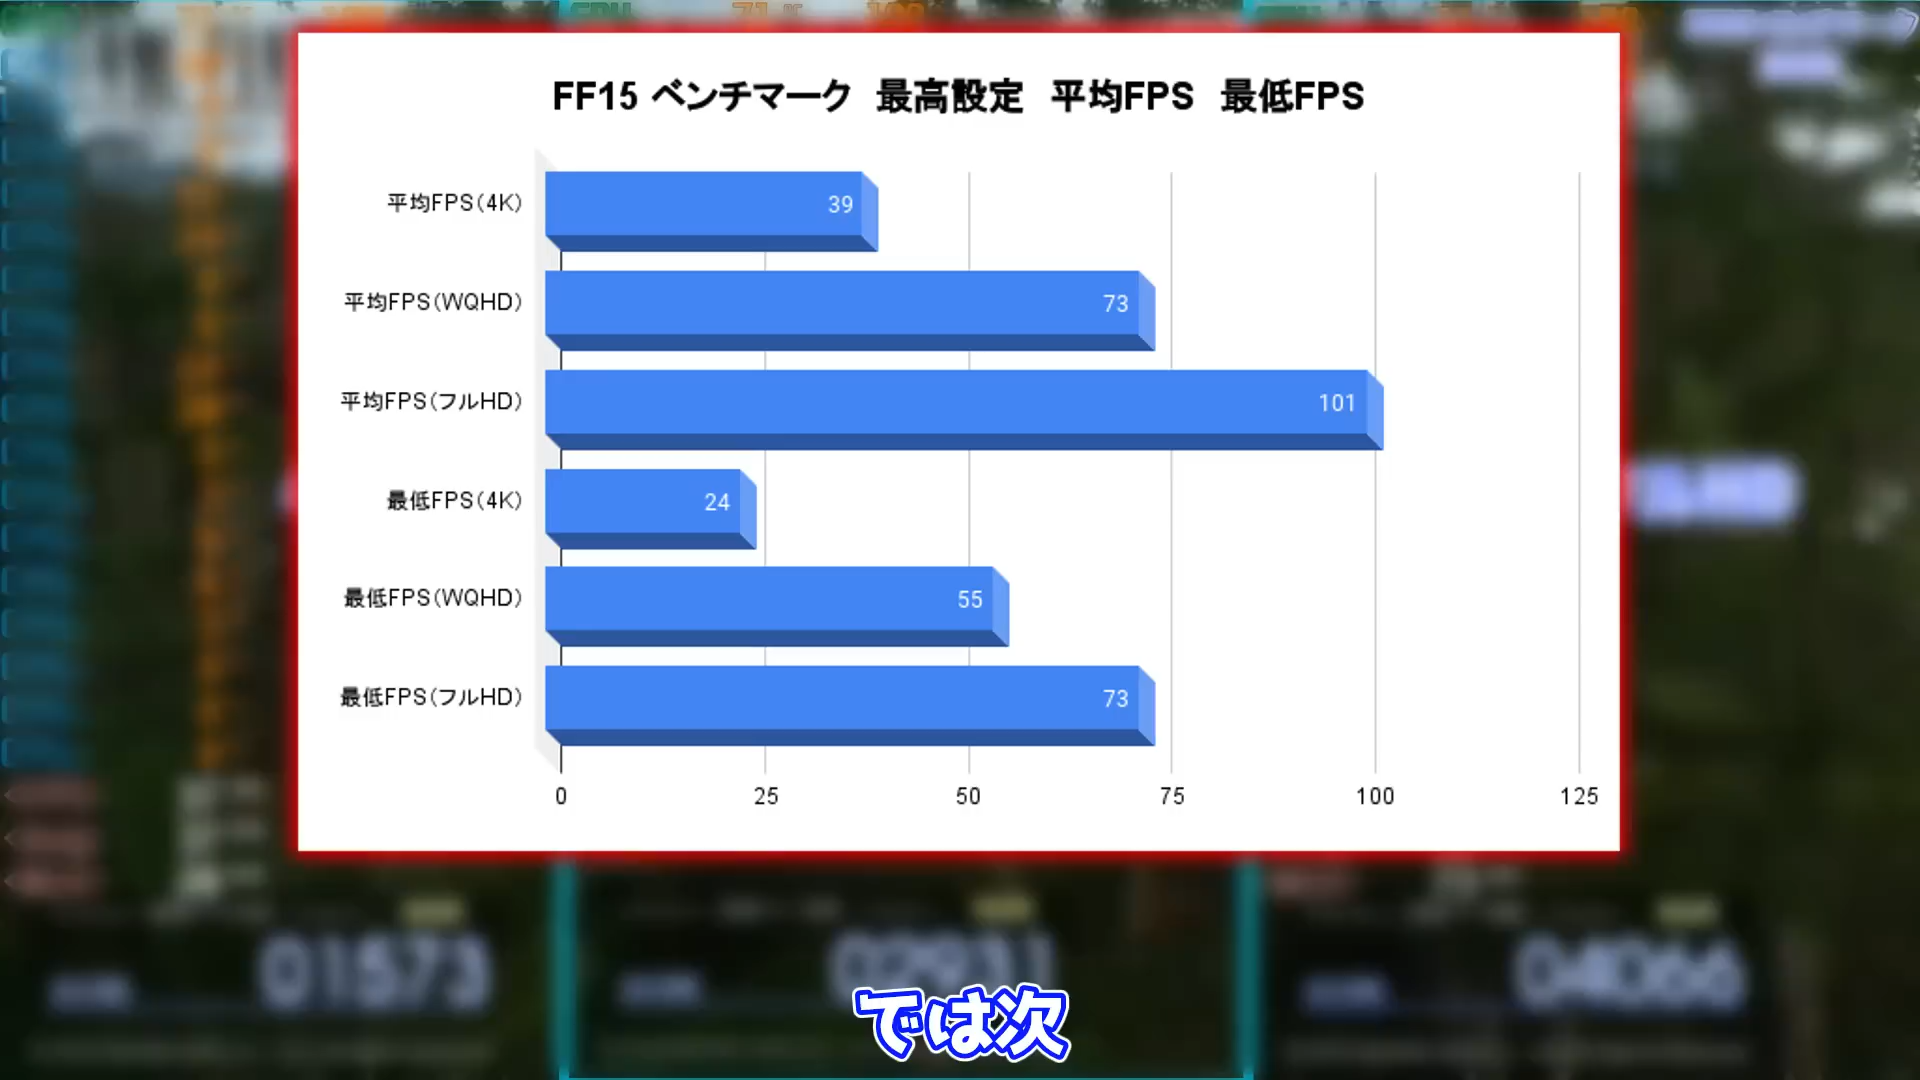 FF15 ベンチマーク 最高設定 平均FPS 最低FPS
平均FPS(4K)
39
平均FPS(WQHD)
73
平均FPS(フルHD)
101
最低FPS(4K)
24
最低FPS(WQHD)
55
最低FPS(フルHD)
73
0 25 50 75 100 125
01573 02931 04066
では次